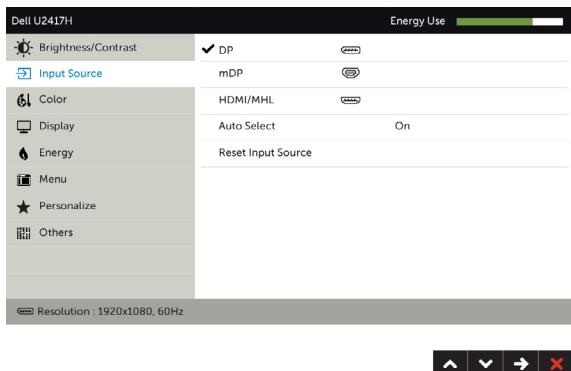 Dell U2417H Energy Use
Brightness/Contrast
DP
Input Source
mDP
Color
HDMI/MHL
Display
Auto Select On
Energy
Reset Input Source
Menu
Personalize
Others
Resolution : 1920x1080, 60Hz